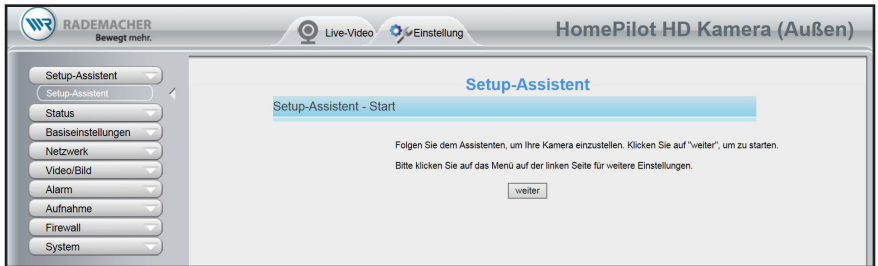 WR RADEMACHER
Bewegt mehr.
Live-Video
Einstellung
HomePilot HD Kamera (Außen)
Setup-Assistent
Setup-Assistent
Status
Basiseinstellungen
Netzwerk
Video/Bild
Alarm
Aufnahme
Firewall
System
Setup-Assistent
Setup-Assistent - Start
Folgen Sie dem Assistenten, um Ihre Kamera einzustellen. Klicken Sie auf "weiter", um zu starten.
Bitte klicken Sie auf das Menü auf der linken Seite für weitere Einstellungen.
weiter